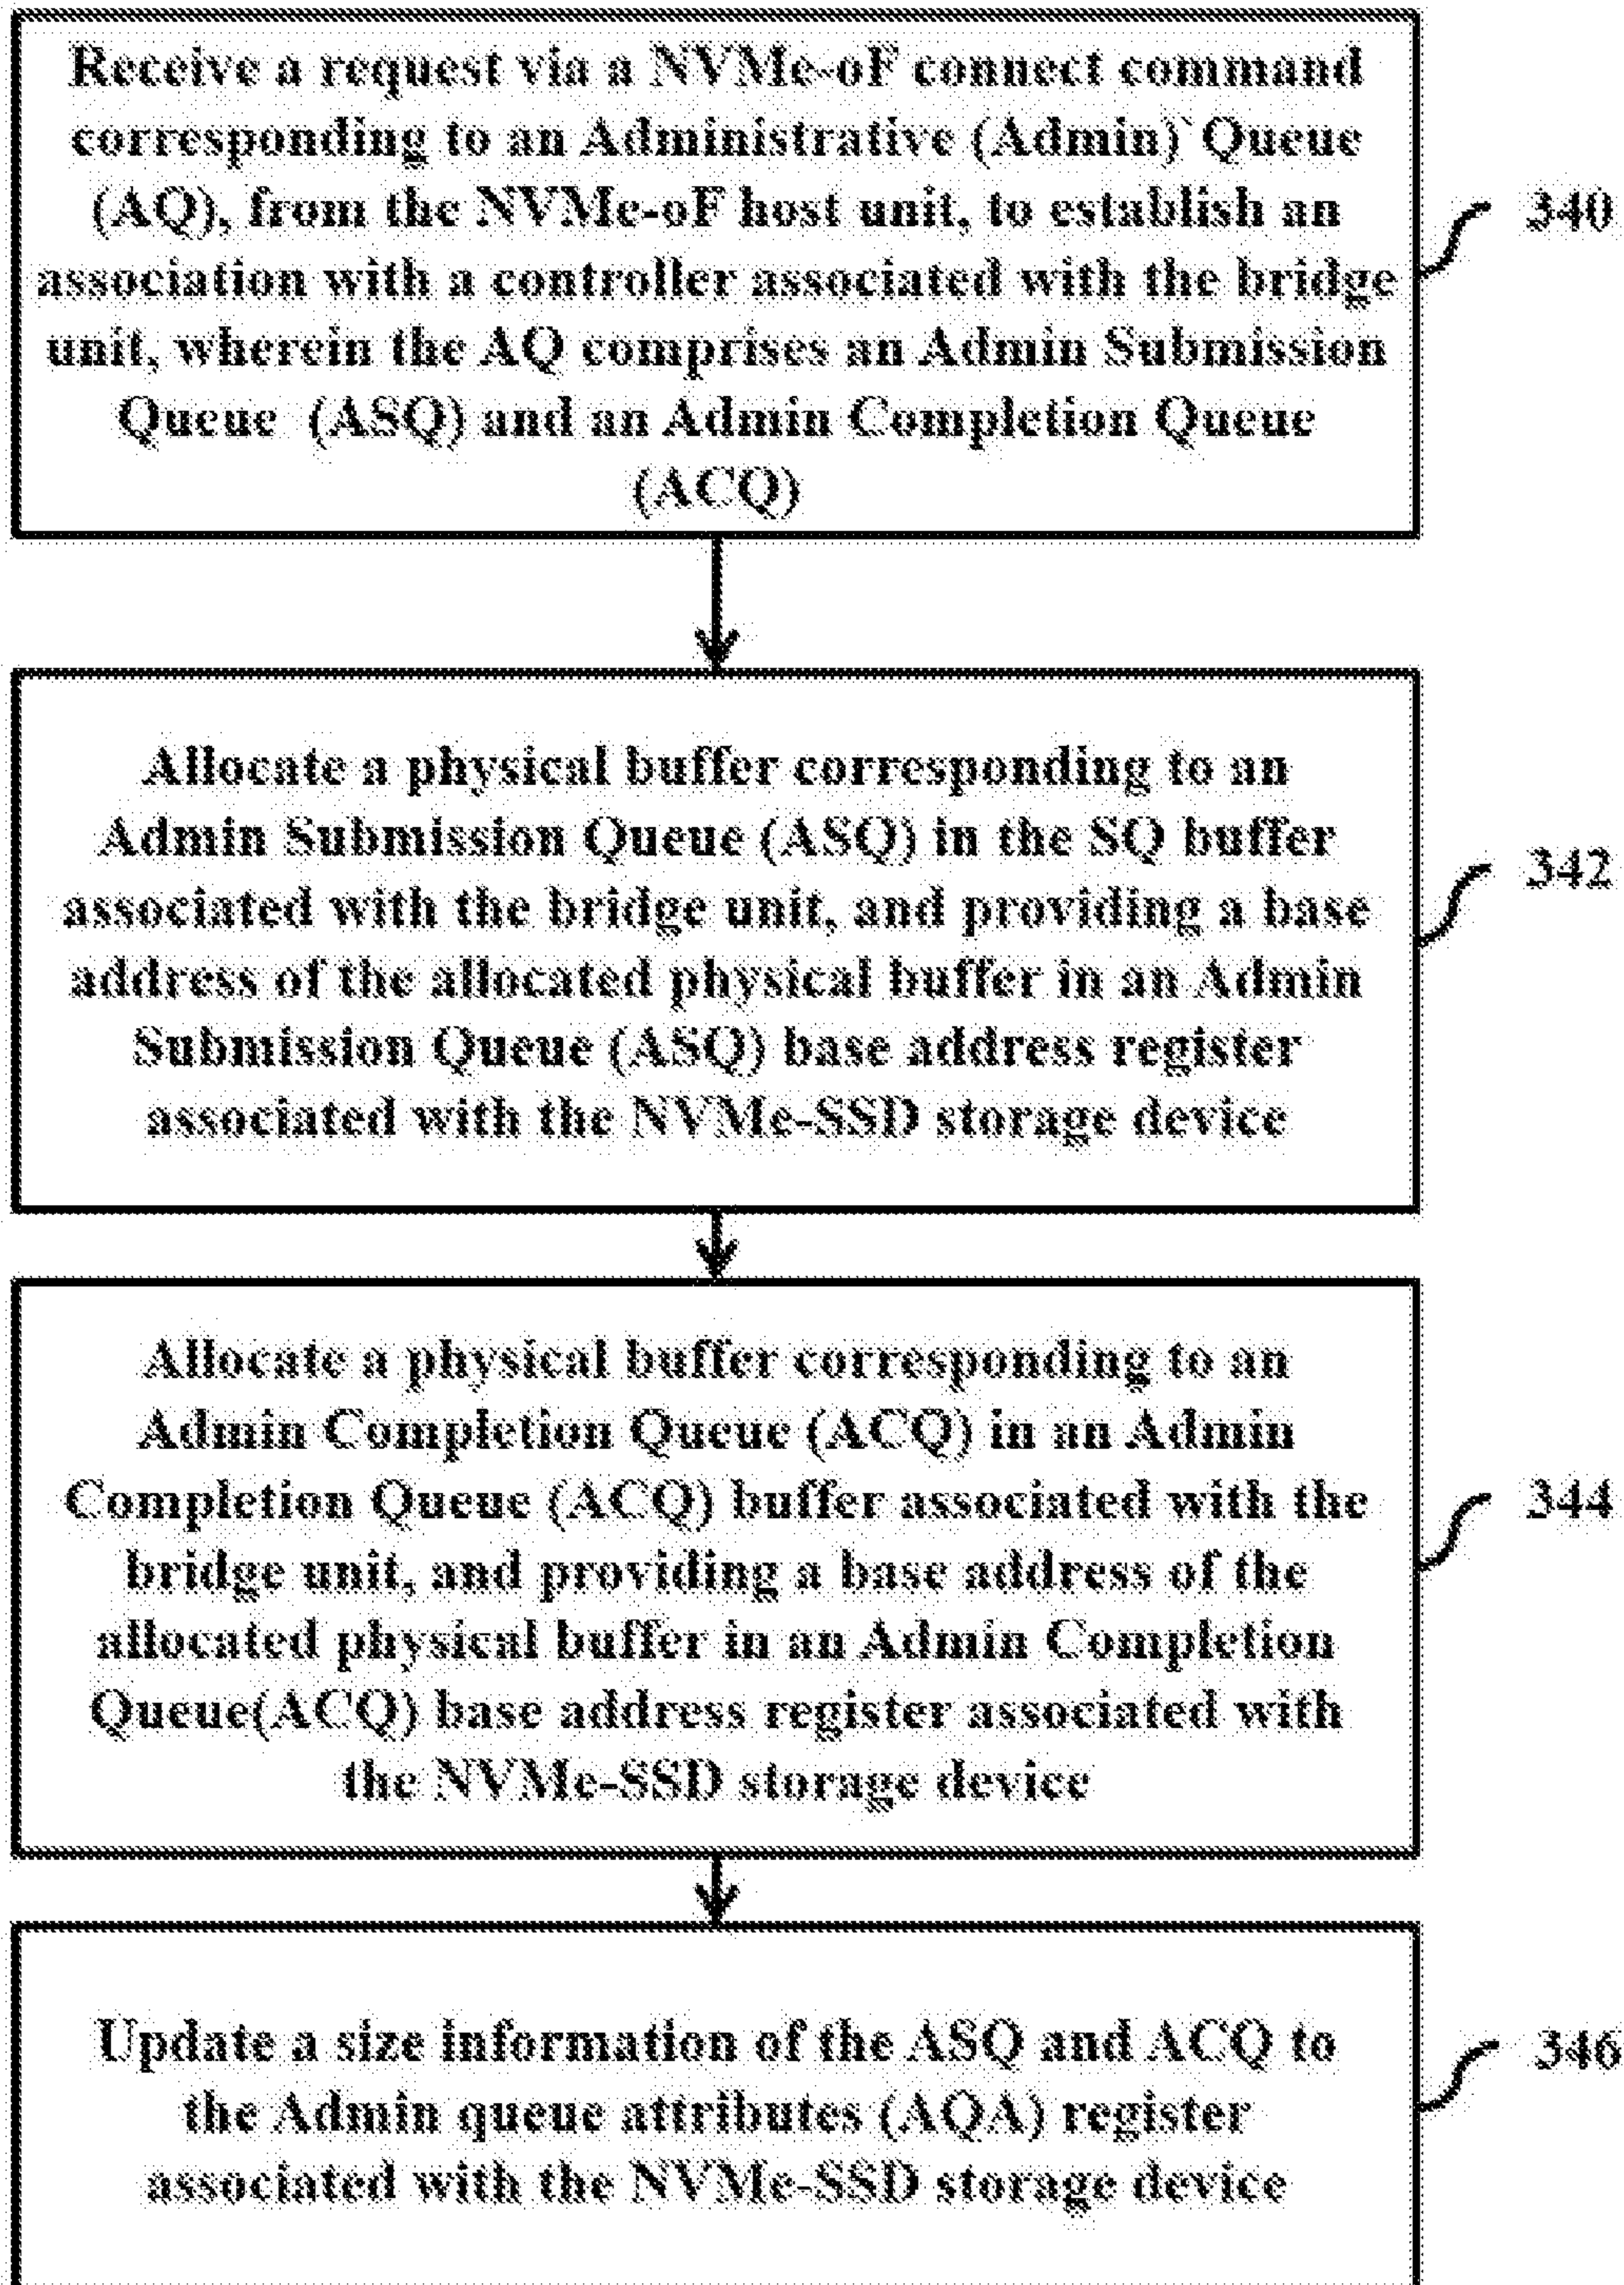 Receive a request via a NVMe-oF connect command
corresponding to an Administrative (Admin)` Queue
(AQ), from the NVMe-oF host unit, to establish an
association with a controller associated with the bridge
unit, wherein the AQ comprises an Admin Submission
Queue (ASQ) and an Admin Completion Queue
(ACQ)
340
Allocate a physical buffer corresponding to an
Admin Submission Queue (ASQ) in the SQ buffer
associated with the bridge unit, and providing a base
address of the allocated physical buffer in an Admin
Submission Queue (ASQ) base address register
associated with the NVMe-SSD storage device
342
Allocate a physical buffer corresponding to an
Admin Completion Queue (ACQ) in an Admin
Completion Queue (ACQ) buffer associated with the
bridge unit, and providing a base address of the
allocated physical buffer in an Admin Completion
Queue(ACQ) base address register associated with
the NVMe-SSD storage device
344
Update a size information of the ASQ and ACQ to
the Admin queue attributes (AQA) register
associated with the NVMe-SSD storage device
346